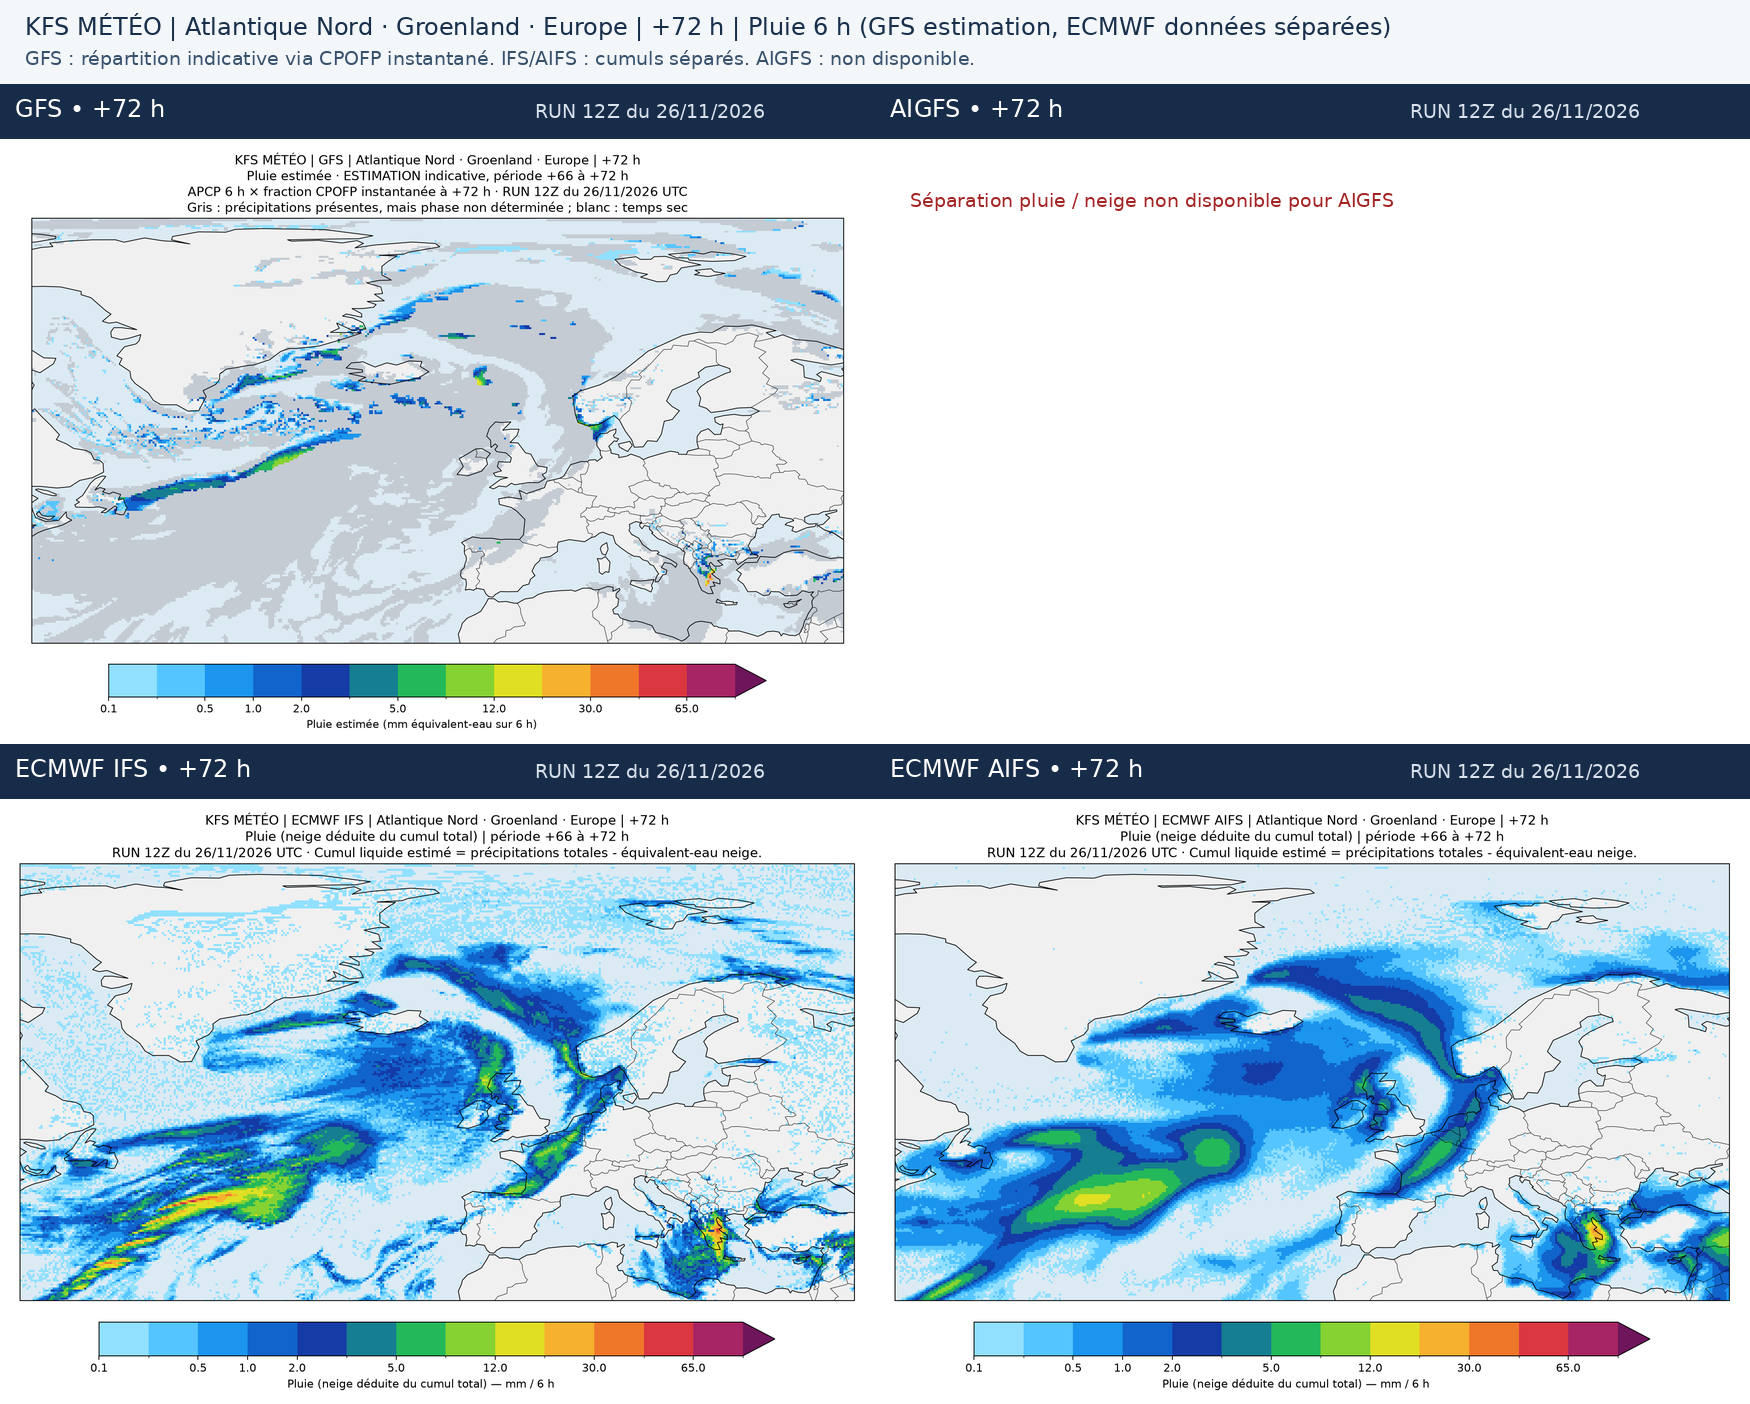 KFS MÉTÉO | Atlantique Nord · Groenland · Europe | +72 h | Pluie 6 h (GFS estimation, ECMWF données séparées)
GFS : répartition indicative via CPOFP instantané. IFS/AIFS : cumuls séparés. AIGFS : non disponible.
GFS • +72 h
RUN 12Z du 26/11/2026
AIGFS • +72 h
RUN 12Z du 26/11/2026
KFS MÉTÉO | GFS | Atlantique Nord · Groenland · Europe | +72 h
Pluie estimée · ESTIMATION indicative, période +66 à +72 h
APCP 6 h × fraction CPOFP instantanée à +72 h · RUN 12Z du 26/11/2026 UTC
Gris : précipitations présentes, mais phase non déterminée ; blanc : temps sec
Séparation pluie / neige non disponible pour AIGFS
0.1 0.5 1.0 2.0 5.0 12.0 30.0 65.0
Pluie estimée (mm équivalent-eau sur 6 h)
ECMWF IFS • +72 h
RUN 12Z du 26/11/2026
ECMWF AIFS • +72 h
RUN 12Z du 26/11/2026
KFS MÉTÉO | ECMWF IFS | Atlantique Nord · Groenland · Europe | +72 h
Pluie (neige déduite du cumul total) | période +66 à +72 h
RUN 12Z du 26/11/2026 UTC · Cumul liquide estimé = précipitations totales - équivalent-eau neige.
KFS MÉTÉO | ECMWF AIFS | Atlantique Nord · Groenland · Europe | +72 h
Pluie (neige déduite du cumul total) | période +66 à +72 h
RUN 12Z du 26/11/2026 UTC · Cumul liquide estimé = précipitations totales - équivalent-eau neige.
0.1 0.5 1.0 2.0 5.0 12.0 30.0 65.0
Pluie (neige déduite du cumul total) — mm / 6 h
0.1 0.5 1.0 2.0 5.0 12.0 30.0 65.0
Pluie (neige déduite du cumul total) — mm / 6 h